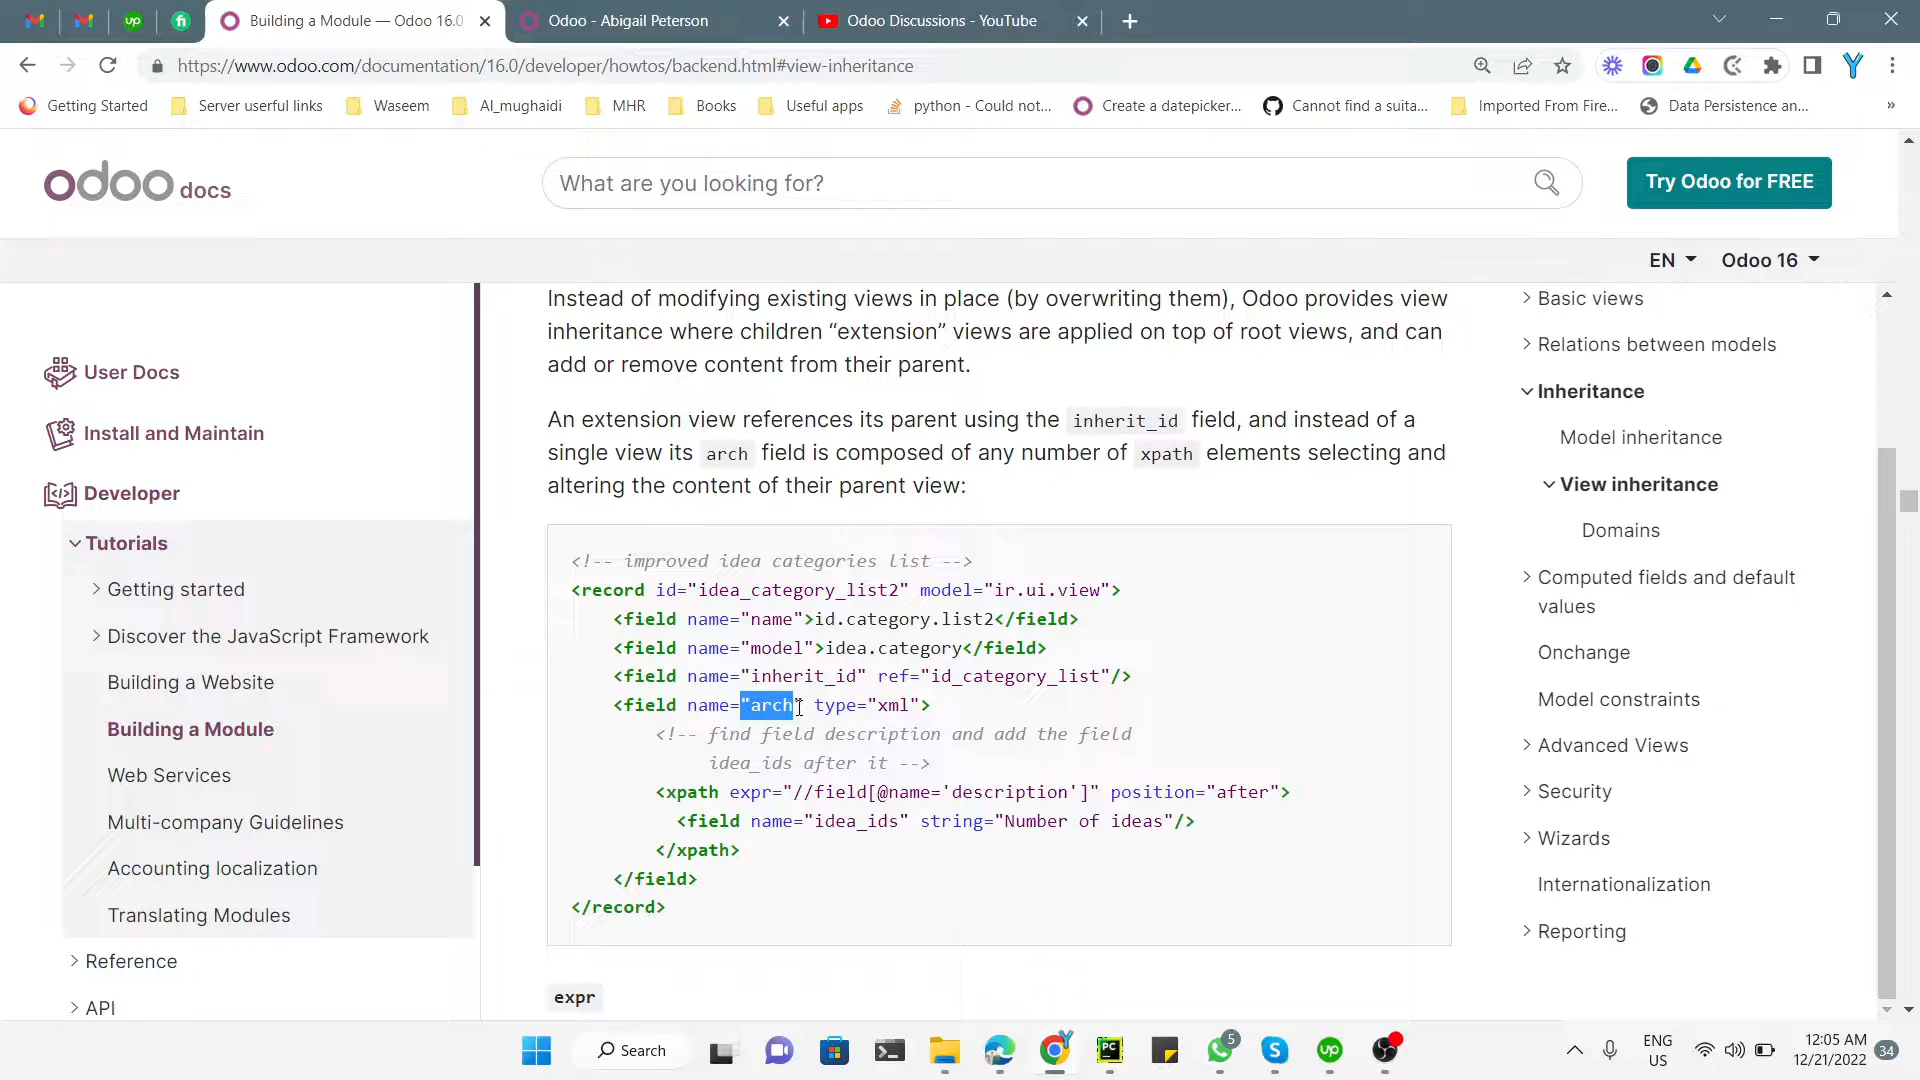 Building a Module — Odoo 16.0
Odoo - Abigail Peterson
Odoo Discussions - YouTube
https://www.odoo.com/documentation/16.0/developer/howtos/backend.html#view-inheritance
Getting Started
Server userful links
Waseem
Al_mughaidi
MHR
Books
Useful apps
python - Could not...
Create a datepicker...
Cannot find a suita...
Imported From Fire...
Data Persistence an...
odoo docs
What are you looking for?
Try Odoo for FREE
EN
Odoo 16
User Docs
Install and Maintain
Developer
Tutorials
Getting started
Discover the JavaScript Framework
Building a Website
Building a Module
Web Services
Multi-company Guidelines
Accounting localization
Translating Modules
Reference
API
Instead of modifying existing views in place (by overwriting them), Odoo provides view
inheritance where children “extension” views are applied on top of root views, and can
add or remove content from their parent.
An extension view references its parent using the inherit_id field, and instead of a
single view its arch field is composed of any number of xpath elements selecting and
altering the content of their parent view:
<!-- improved idea categories list -->
<record id="idea_category_list2" model="ir.ui.view">
<field name="name">id.category.list2</field>
<field name="model">idea.category</field>
<field name="inherit_id" ref="id_category_list"/>
<field name="arch" type="xml">
<!-- find field description and add the field
idea_ids after it -->
<xpath expr="//field[@name='description']" position="after">
<field name="idea_ids" string="Number of ideas"/>
</xpath>
</field>
</record>
expr
Basic views
Relations between models
Inheritance
Model inheritance
View inheritance
Domains
Computed fields and default
values
Onchange
Model constraints
Advanced Views
Security
Wizards
Internationalization
Reporting
Search
5
ENG
US
12:05 AM
12/21/2022
34